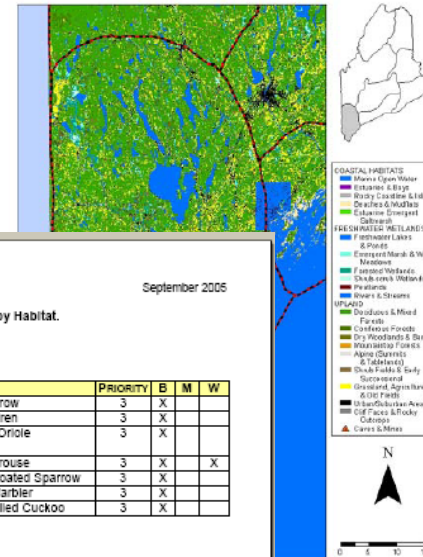 COASTAL HABITATS
Marine Open Water
Estuaries & Bays
Rocky Coastline &
Beaches & Mudflats
Estuarine Emergent
Saltmarsh
FRESHWATER WETLANDS
Freshwater Lakes
& Ponds
Emergent Marsh & W
Meadows
Forested Wetlands
Shrub-scrub Wetland
Peatlands
Rivers & Streams
UPLAND
Deciduous & Mixed
Forests
Coniferous Forests
Dry Woodlands & Ba
Mountaintop Forests
Alpine (Summits
& Tablelands)
Shrub Fields & Early
Successional
Grassland, Agricultur
& Old Fields
Urban/Suburban Area
Cliff Faces & Rocky
Outcrops
Caves & Mines
N
0 5 10
September 2005
by Habitat.
PRIORITY B M W
row 3 X
ren 3 X
Oriole 3 X
rouse 3 X X
oated Sparrow 3 X
arbler 3 X
lled Cuckoo 3 X